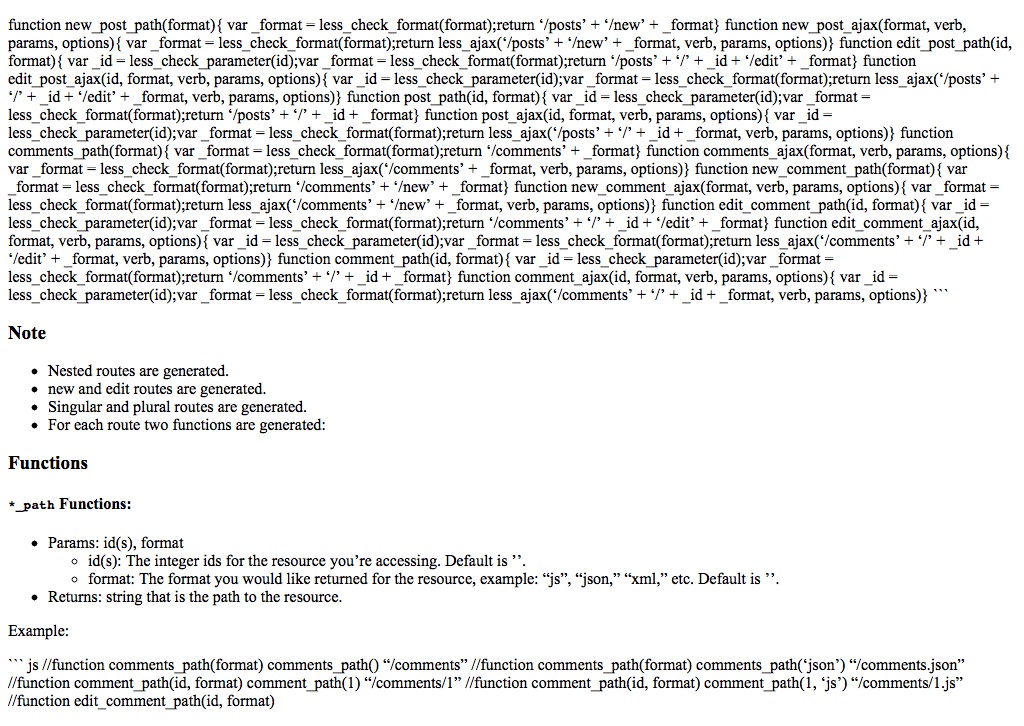 function new_post_path(format){ var _format = less_check_format(format);return ‘/posts’ + ‘/new’ + _format} function new_post_ajax(format, verb,
params, options){ var _format = less_check_format(format);return less_ajax(‘/posts’ + ‘/new’ + _format, verb, params, options)} function edit_post_path(id,
format){ var _id = less_check_parameter(id);var _format = less_check_format(format);return ‘/posts’ + ‘/’ + _id + ‘/edit’ + _format} function
edit_post_ajax(id, format, verb, params, options){ var _id = less_check_parameter(id);var _format = less_check_format(format);return less_ajax(‘/posts’ +
‘/’ + _id + ‘/edit’ + _format, verb, params, options)} function post_path(id, format){ var _id = less_check_parameter(id);var _format =
less_check_format(format);return ‘/posts’ + ‘/’ + _id + _format} function post_ajax(id, format, verb, params, options){ var _id =
less_check_parameter(id);var _format = less_check_format(format);return less_ajax(‘/posts’ + ‘/’ + _id + _format, verb, params, options)} function
comments_path(format){ var _format = less_check_format(format);return ‘/comments’ + _format} function comments_ajax(format, verb, params, options){
var _format = less_check_format(format);return less_ajax(‘/comments’ + _format, verb, params, options)} function new_comment_path(format){ var
_format = less_check_format(format);return ‘/comments’ + ‘/new’ + _format} function new_comment_ajax(format, verb, params, options){ var _format =
less_check_format(format);return less_ajax(‘/comments’ + ‘/new’ + _format, verb, params, options)} function edit_comment_path(id, format){ var _id =
less_check_parameter(id);var _format = less_check_format(format);return ‘/comments’ + ‘/’ + _id + ‘/edit’ + _format} function edit_comment_ajax(id,
format, verb, params, options){ var _id = less_check_parameter(id);var _format = less_check_format(format);return less_ajax(‘/comments’ + ‘/’ + _id +
‘/edit’ + _format, verb, params, options)} function comment_path(id, format){ var _id = less_check_parameter(id);var _format =
less_check_format(format);return ‘/comments’ + ‘/’ + _id + _format} function comment_ajax(id, format, verb, params, options){ var _id =
less_check_parameter(id);var _format = less_check_format(format);return less_ajax(‘/comments’ + ‘/’ + _id + _format, verb, params, options)} ```
Note
• Nested routes are generated.
• new and edit routes are generated.
• Singular and plural routes are generated.
• For each route two functions are generated:
Functions
*_path Functions:
• Params: id(s), format
◦ id(s): The integer ids for the resource you’re accessing. Default is ’’.
◦ format: The format you would like returned for the resource, example: “js”, “json,” “xml,” etc. Default is ’’.
• Returns: string that is the path to the resource.
Example:
``` js //function comments_path(format) comments_path() “/comments” //function comments_path(format) comments_path(‘json’) “/comments.json”
//function comment_path(id, format) comment_path(1) “/comments/1” //function comment_path(id, format) comment_path(1, ‘js’) “/comments/1.js”
//function edit_comment_path(id, format)